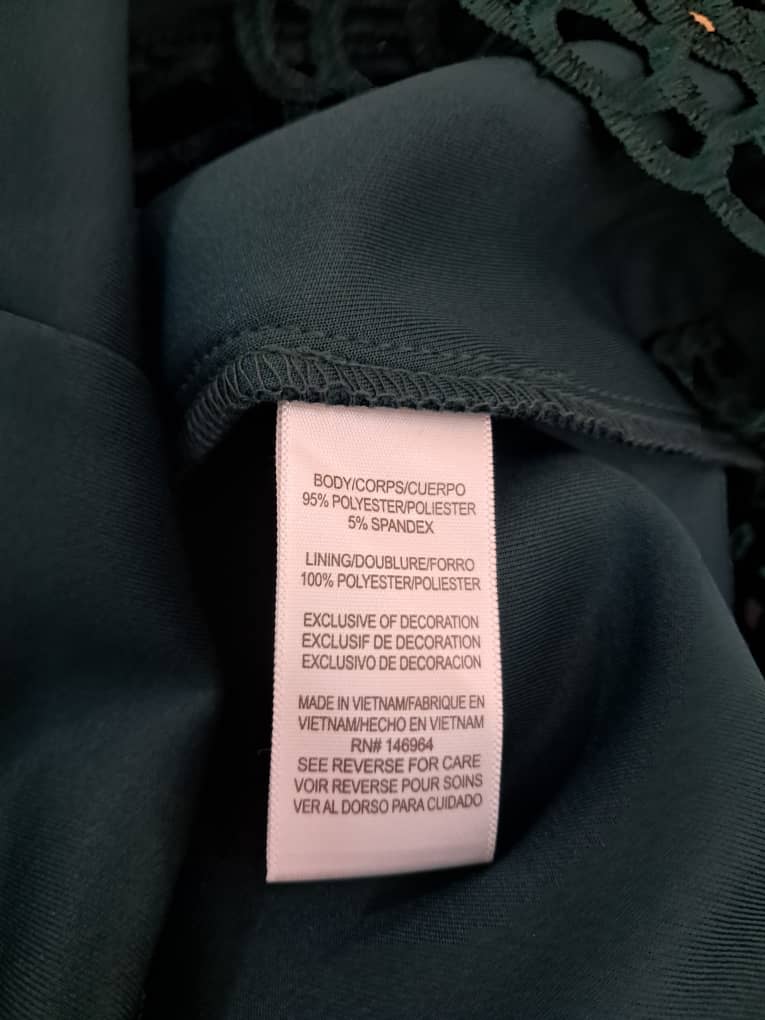 BODY/CORPS/CUERPO
95% POLYESTER/POLIESTER
5% SPANDEX
LINING/DOUBLURE/FORRO
100% POLYESTER/POLIESTER
EXCLUSIVE OF DECORATION
EXCLUSIF DE DECORATION
EXCLUSIVO DE DECORACION
MADE IN VIETNAM/FABRIQUE EN
VIETNAM/HECHO EN VIETNAM
RN# 146964
SEE REVERSE FOR CARE
VOIR REVERSE POUR SOINS
VER AL DORSO PARA CUIDADO